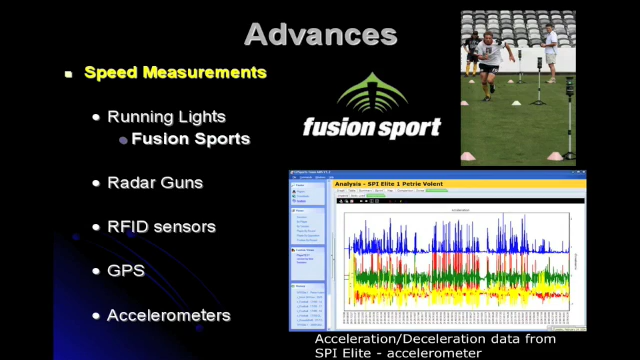 Advances
Speed Measurements
Running Lights
Fusion Sports
Radar Guns
RFID sensors
GPS
Accelerometers
fusion sport
Analysis - SPI Elite 1 Petrie Volent
Acceleration/Deceleration data from
SPI Elite - accelerometer